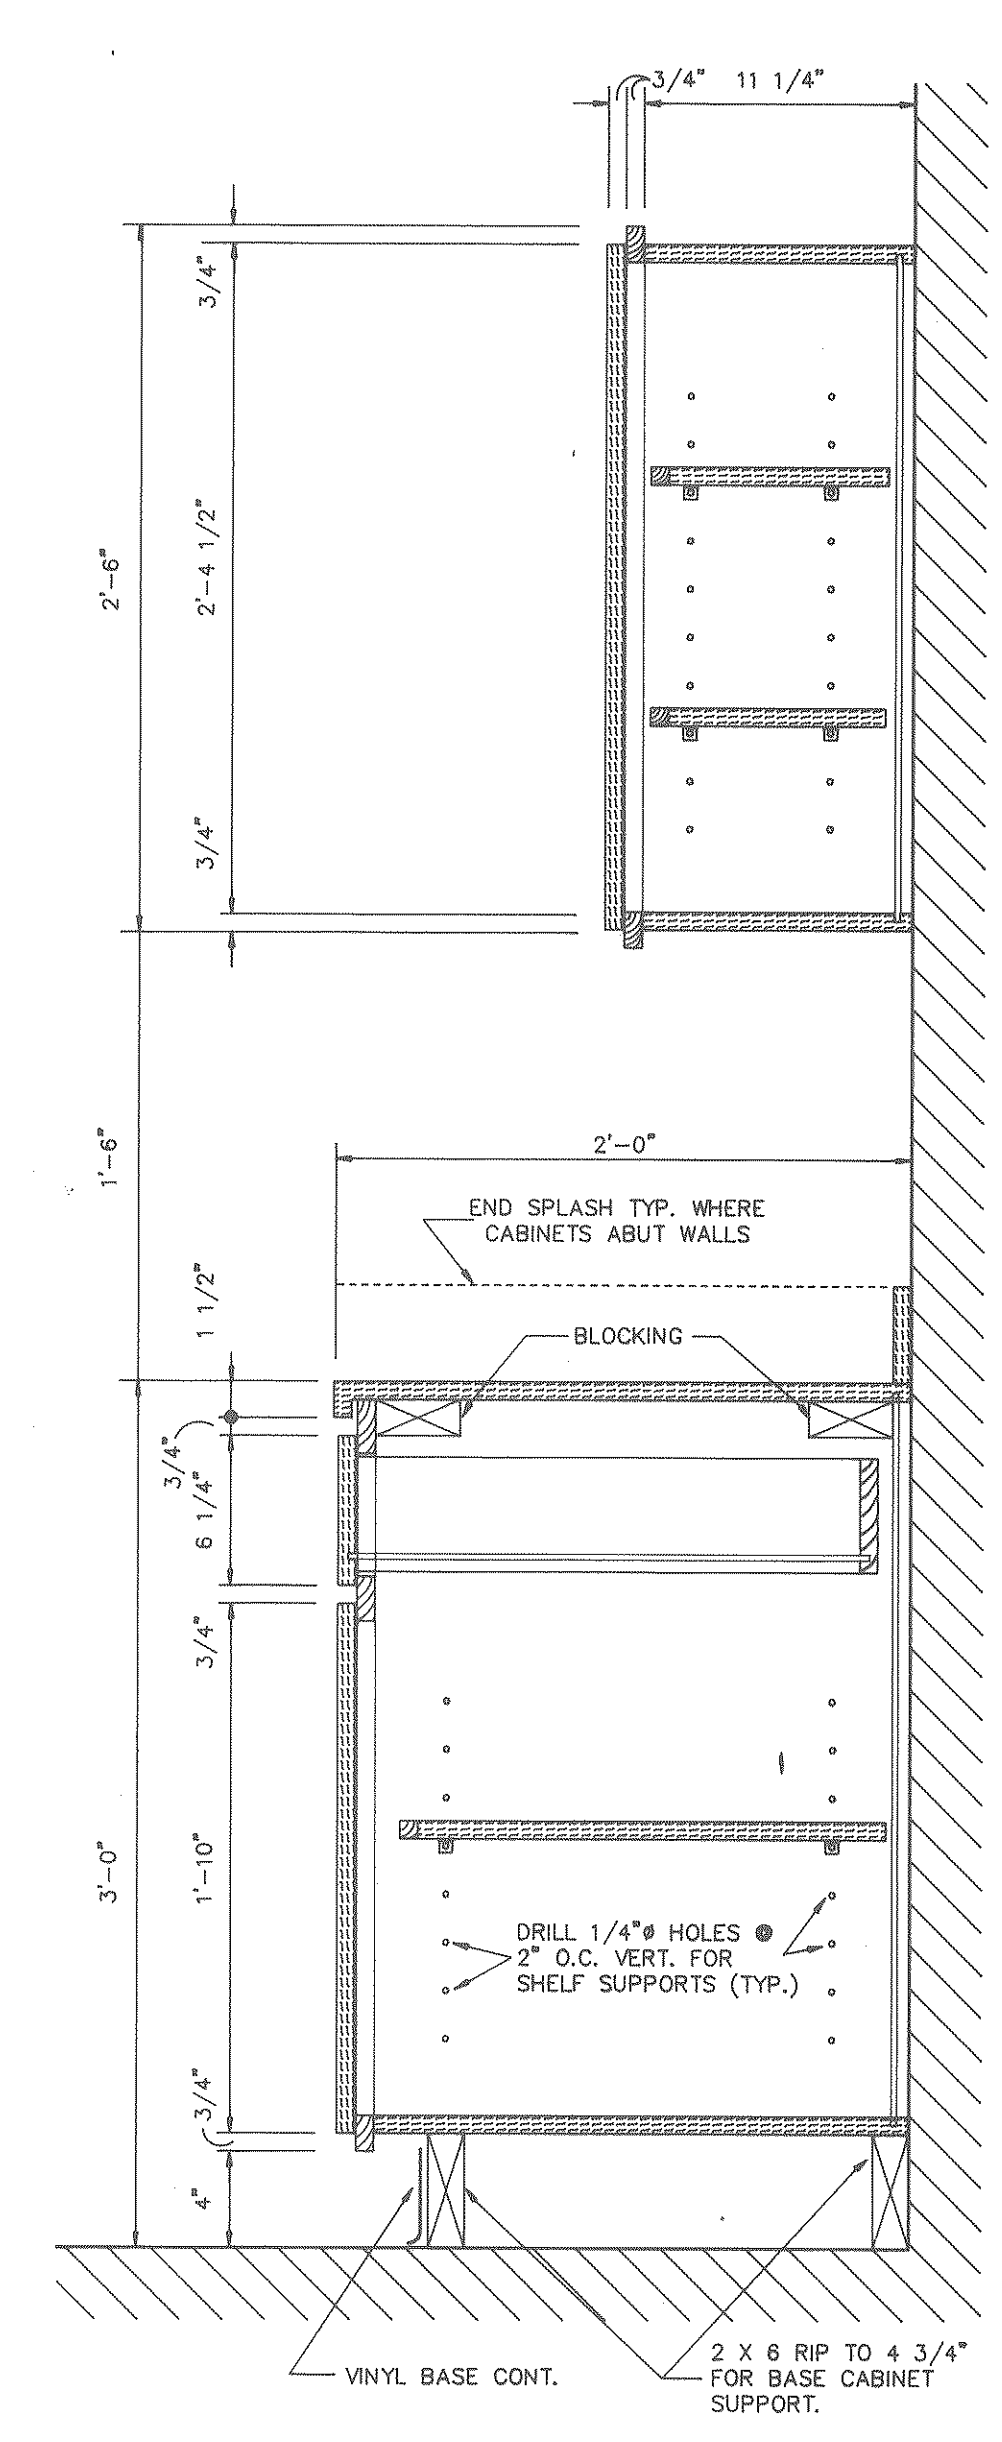 3/4" 11 1/4"
3/4"
2'-4 1/2"
2'-6"
3/4"
1'-6"
2'-0"
END SPLASH TYP. WHERE
CABINETS ABUT WALLS
1 1/2"
BLOCKING
3/4"
6 1/4"
3/4"
3'-0"
1'-10"
DRILL 1/4"ø HOLES @
2" O.C. VERT. FOR
SHELF SUPPORTS (TYP.)
3/4"
4"
VINYL BASE CONT.
2 X 6 RIP TO 4 3/4"
FOR BASE CABINET
SUPPORT.